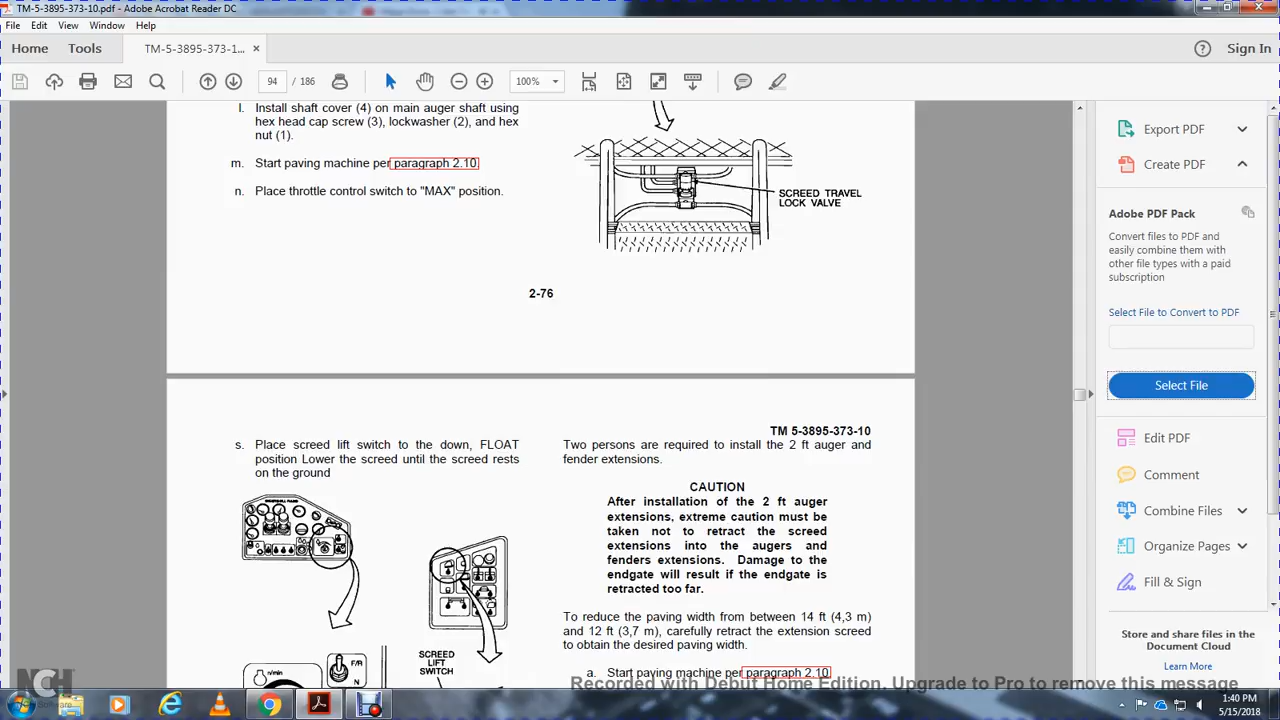 TM-5-3895-373-10.pdf - Adobe Acrobat Reader DC
File Edit View Window Help
Home Tools TM-5-3895-373-1... × Sign In
94 / 186 100%
l. Install shaft cover (4) on main auger shaft using
hex head cap screw (3), lockwasher (2), and hex
nut (1).
m. Start paving machine per paragraph 2.10.
n. Place throttle control switch to "MAX" position.
SCREED TRAVEL
LOCK VALVE
2-76
TM 5-3895-373-10
s. Place screed lift switch to the down, FLOAT
position Lower the screed until the screed rests
on the ground
SCREED
LIFT
SWITCH
n/min
F/R
N
Two persons are required to install the 2 ft auger and
fender extensions.
CAUTION
After installation of the 2 ft auger
extensions, extreme caution must be
taken not to retract the screed
extensions into the augers and
fenders extensions. Damage to the
endgate will result if the endgate is
retracted too far.
To reduce the paving width from between 14 ft (4,3 m)
and 12 ft (3,7 m), carefully retract the extension screed
to obtain the desired paving width.
a. Start paving machine per paragraph 2.10.
Export PDF
Create PDF
Adobe PDF Pack
Convert files to PDF and
easily combine them with
other file types with a paid
subscription
Select File to Convert to PDF
Select File
Edit PDF
Comment
Combine Files
Organize Pages
Fill & Sign
Store and share files in the
Document Cloud
Learn More
Recorded with Debut Home Edition. Upgrade to Pro to remove this message
NCH
Software
1:40 PM
5/15/2018